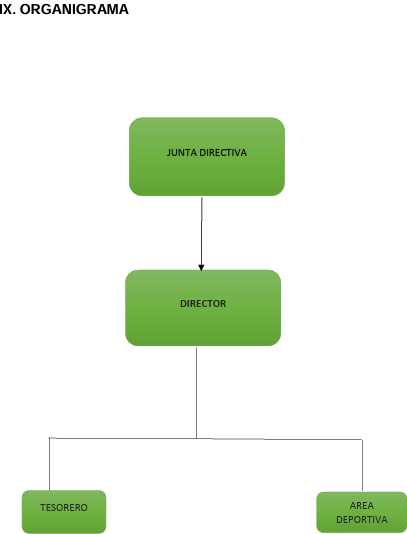 IX. ORGANIGRAMA
JUNTA DIRECTIVA
DIRECTOR
TESORERO
AREA
DEPORTIVA